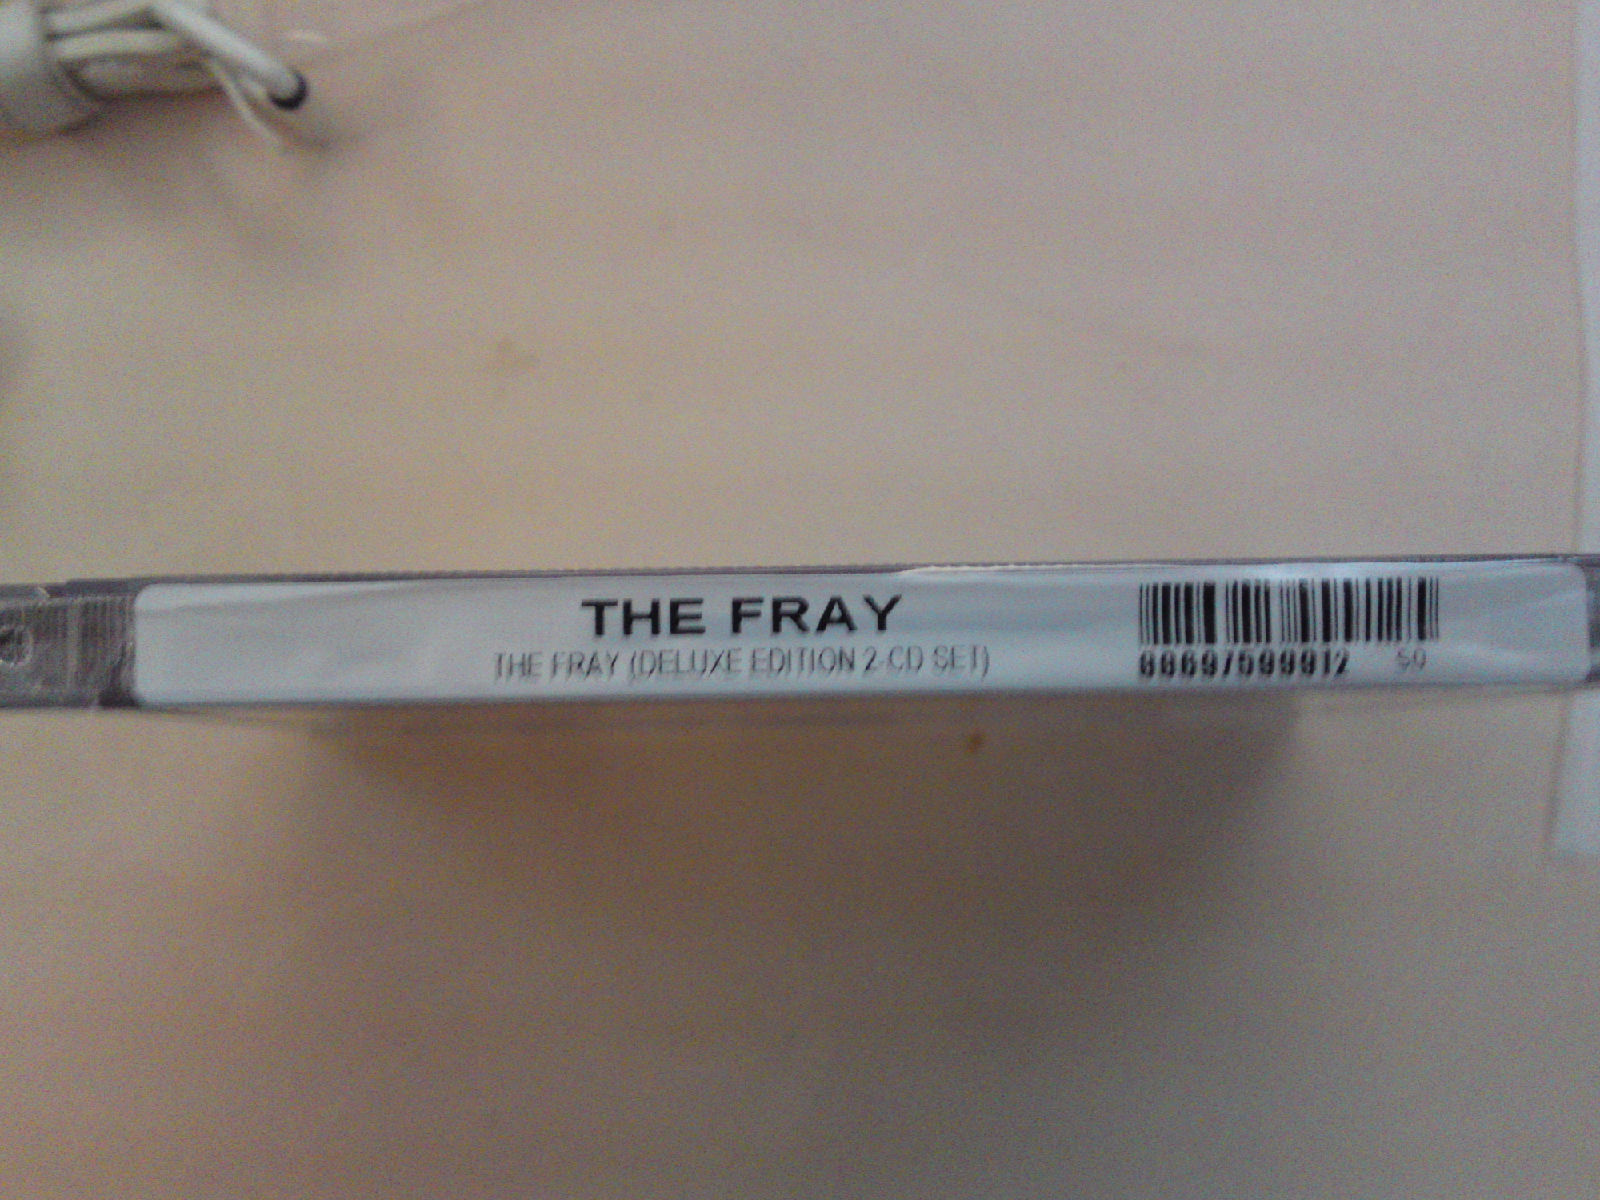 THE FRAY
THE FRAY (DELUXE EDITION 2-CD SET)